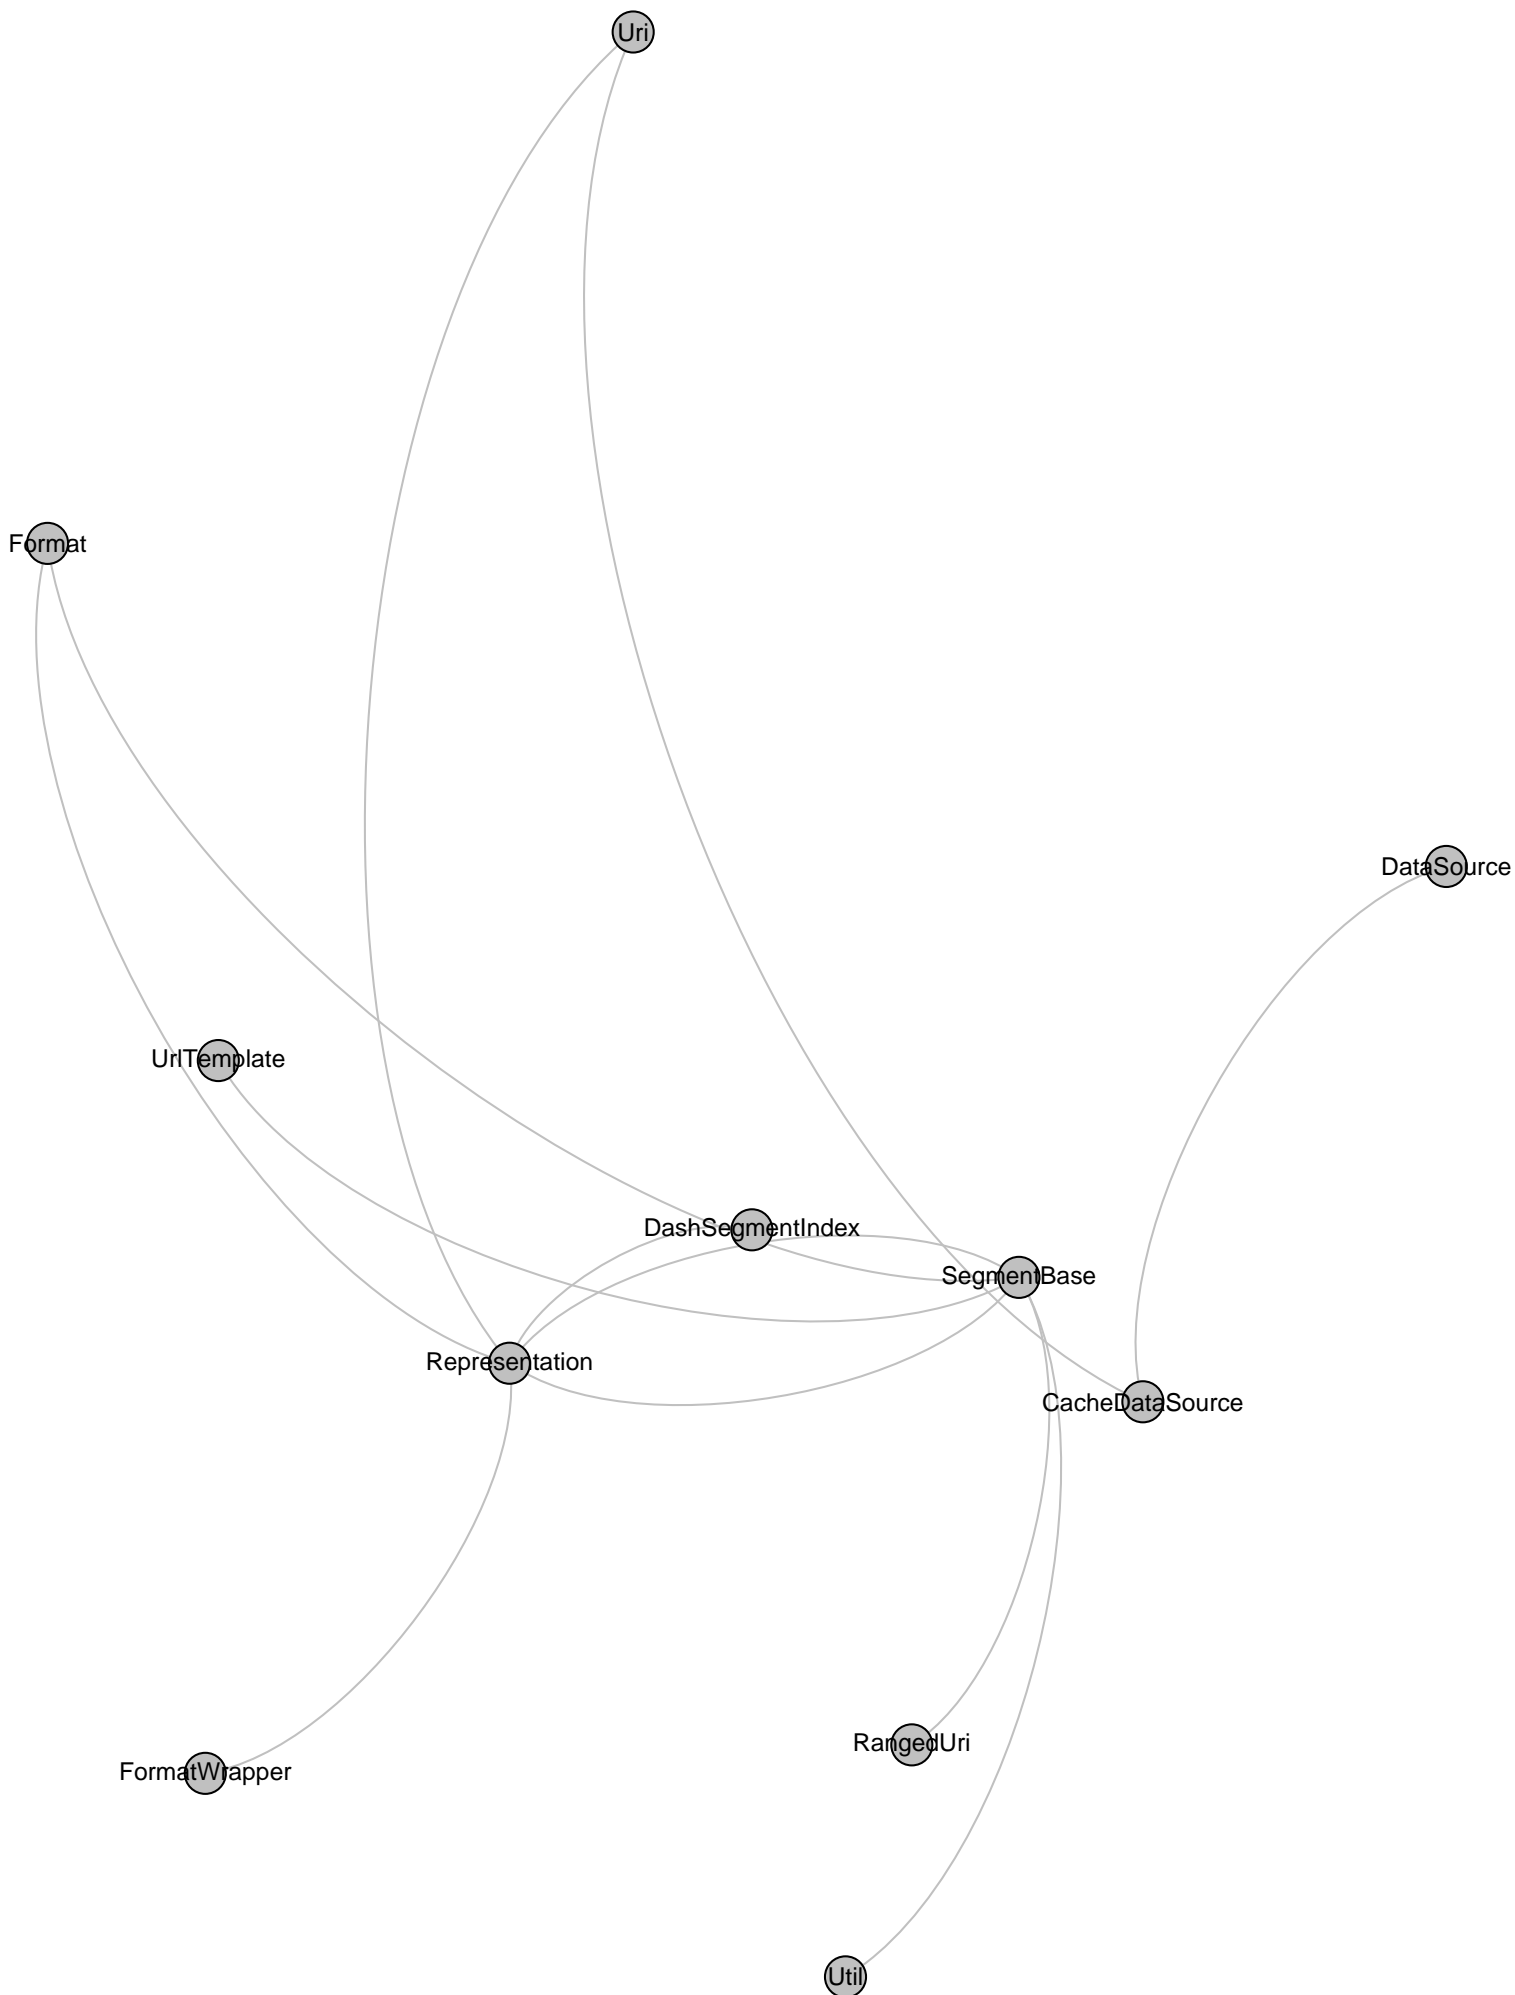 Uri
Format
DataSource
UrlTemplate
DashSegmentIndex
SegmentBase
Representation
CacheDataSource
RangedUri
FormatWrapper
Util